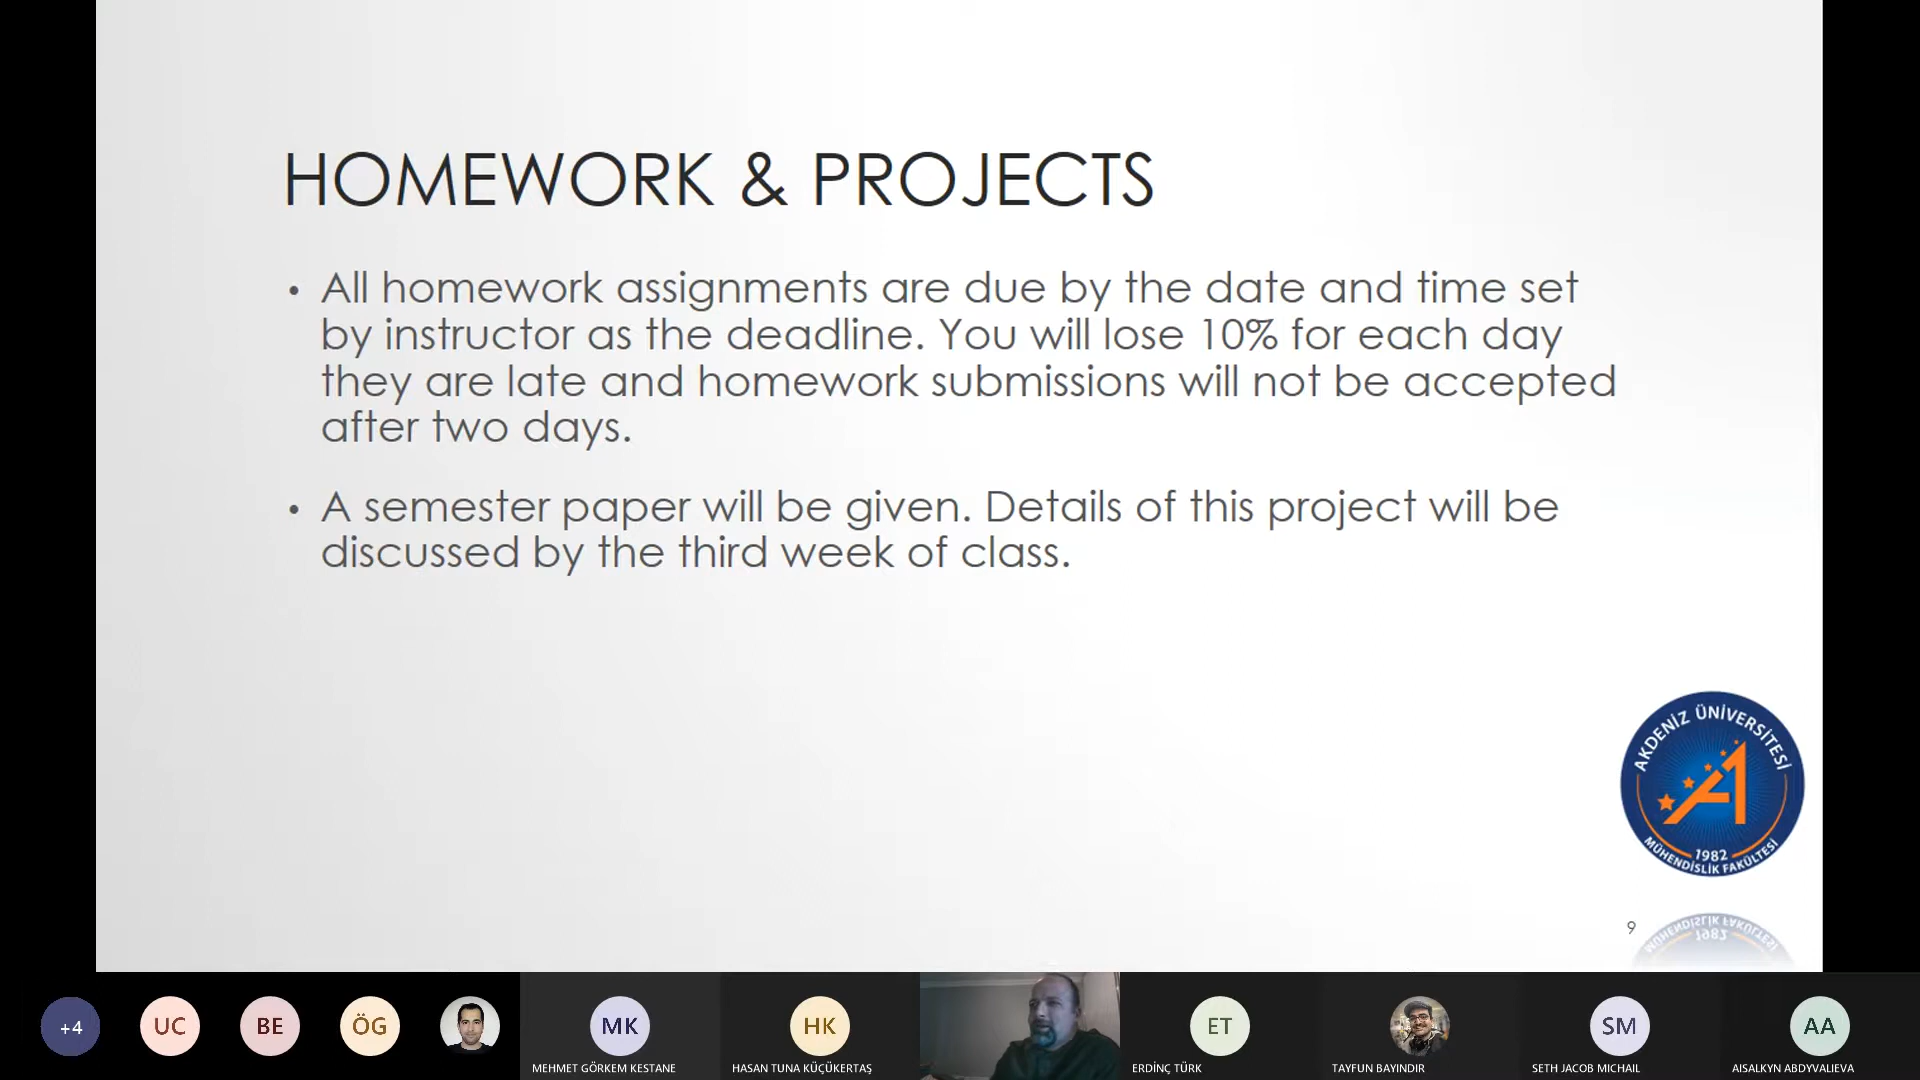 HOMEWORK & PROJECTS
• All homework assignments are due by the date and time set
by instructor as the deadline. You will lose 10% for each day
they are late and homework submissions will not be accepted
after two days.
• A semester paper will be given. Details of this project will be
discussed by the third week of class.
AKDENİZ ÜNİVERSİTESİ
1982
MÜHENDİSLİK FAKÜLTESİ
9
MÜHENDİSLİK FAKÜLTESİ
1982
+4
UC
BE
ÖG
MK
HK
ET
SM
AA
MEHMET GÖRKEM KESTANE
HASAN TUNA KÜÇÜKERTAŞ
ERDİNÇ TÜRK
TAYFUN BAYINDIR
SETH JACOB MICHAIL
AISALKYN ABDYVALIEVA